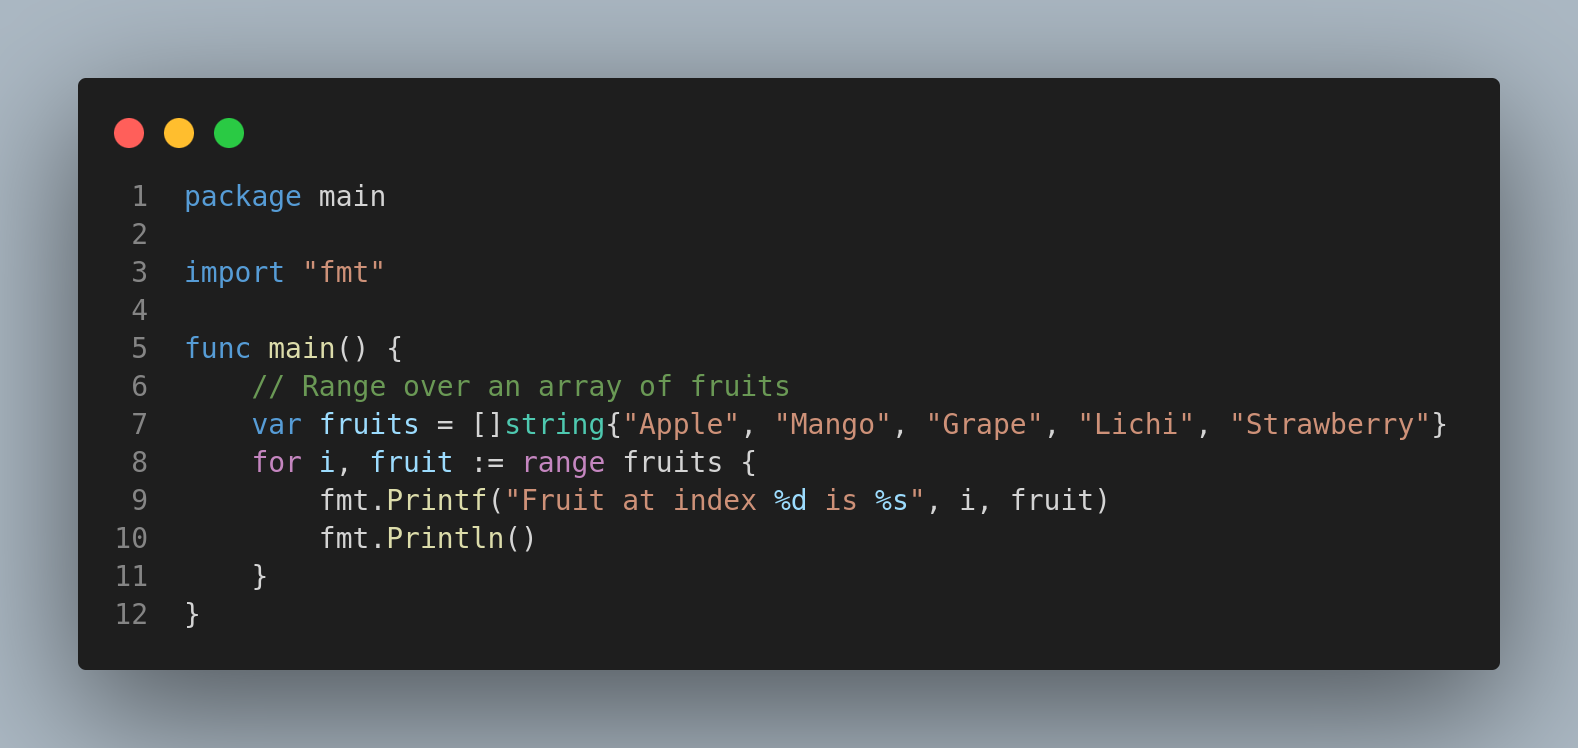 1 package main
2
3 import "fmt"
4
5 func main() {
6     // Range over an array of fruits
7     var fruits = []string{"Apple", "Mango", "Grape", "Lichi", "Strawberry"}
8     for i, fruit := range fruits {
9         fmt.Printf("Fruit at index %d is %s", i, fruit)
10         fmt.Println()
11     }
12 }